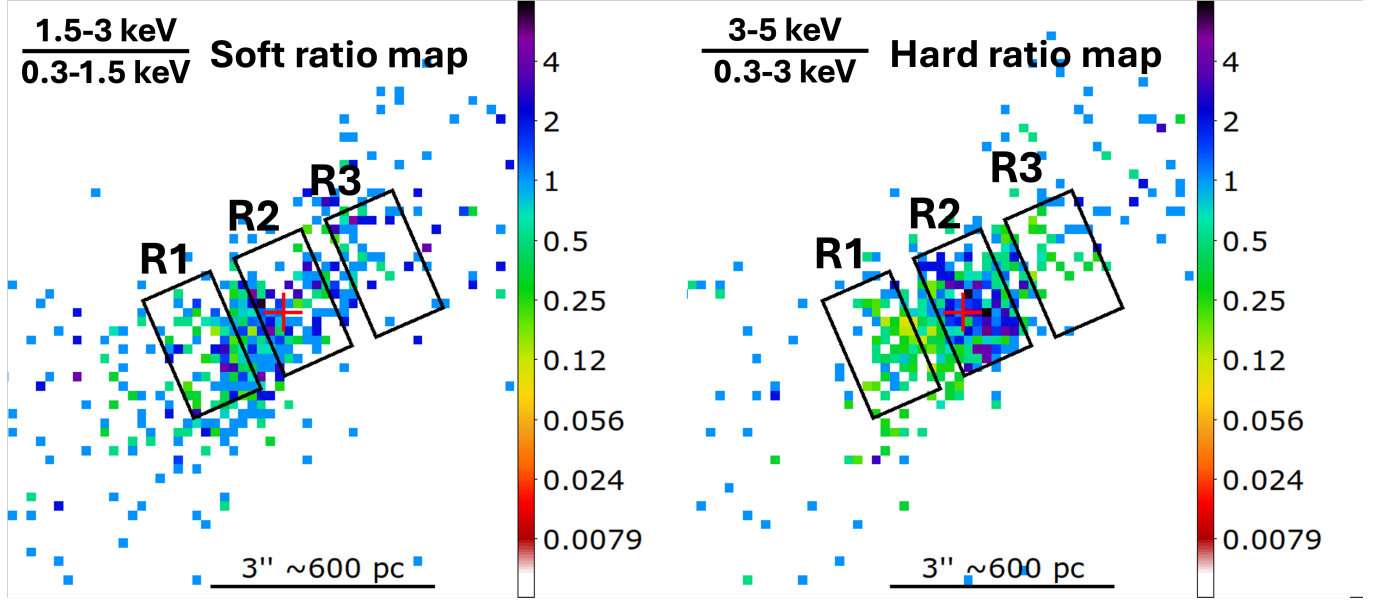 1.5-3 keV
0.3-1.5 keV
Soft ratio map
R1
R2
R3
4
2
1
0.5
0.25
0.12
0.056
0.024
0.0079
3'' ~600 pc
3-5 keV
0.3-3 keV
Hard ratio map
R1
R2
R3
4
2
1
0.5
0.25
0.12
0.056
0.024
0.0079
3'' ~600 pc